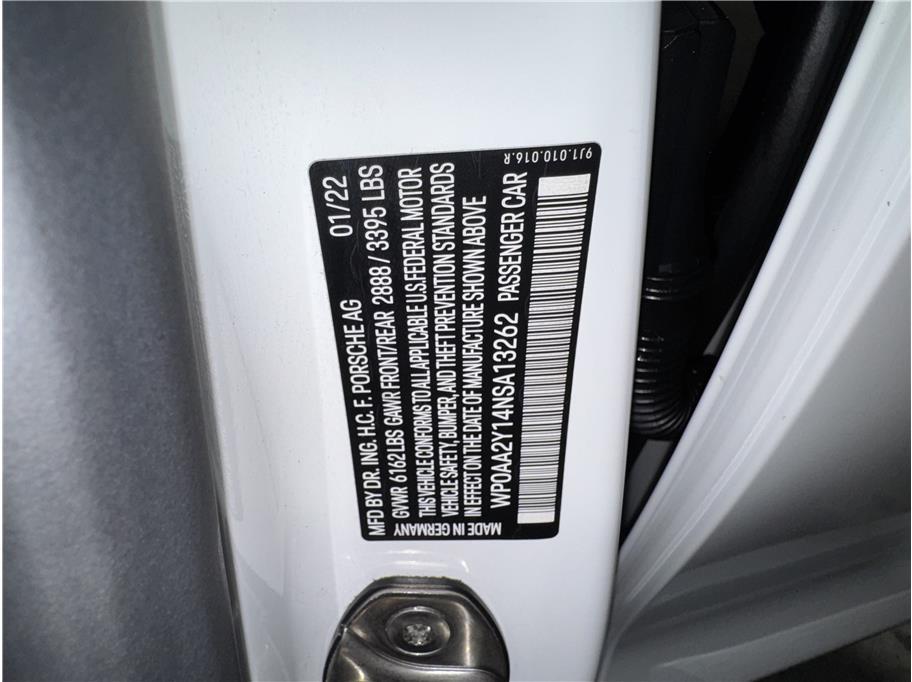 MFD BY DR. ING. H.C. F. PORSCHE AG 01/22
GVWR 6162 LBS GAWR FRONT/REAR 2888 / 3395 LBS
THIS VEHICLE CONFORMS TO ALL APPLICABLE U.S. FEDERAL MOTOR
VEHICLE SAFETY, BUMPER, AND THEFT PREVENTION STANDARDS
IN EFFECT ON THE DATE OF MANUFACTURE SHOWN ABOVE
MADE IN GERMANY WP0AA2Y14NSA13262 PASSENGER CAR
9J1.010.016.R